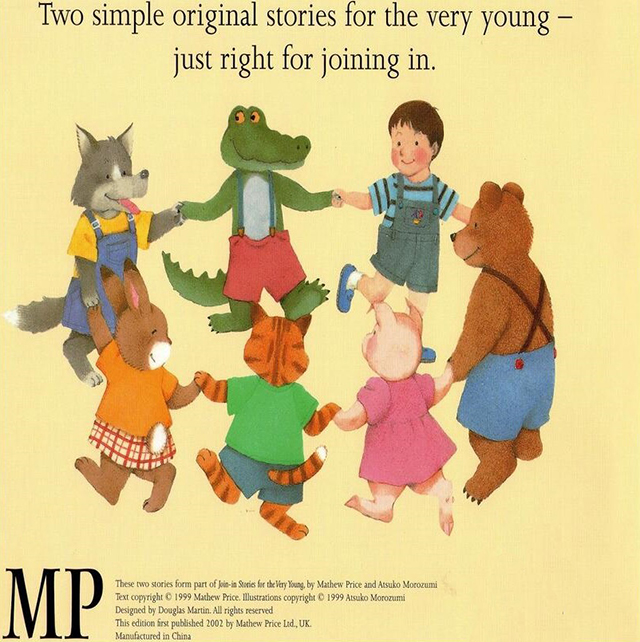 Two simple original stories for the very young –
just right for joining in.
MP
These two stories form part of Join-in Stories for the Very Young, by Mathew Price and Atsuko Morozumi
Text copyright © 1999 Mathew Price. Illustrations copyright © 1999 Atsuko Morozumi
Designed by Douglas Martin. All rights reserved
This edition first published 2002 by Mathew Price Ltd., UK.
Manufactured in China